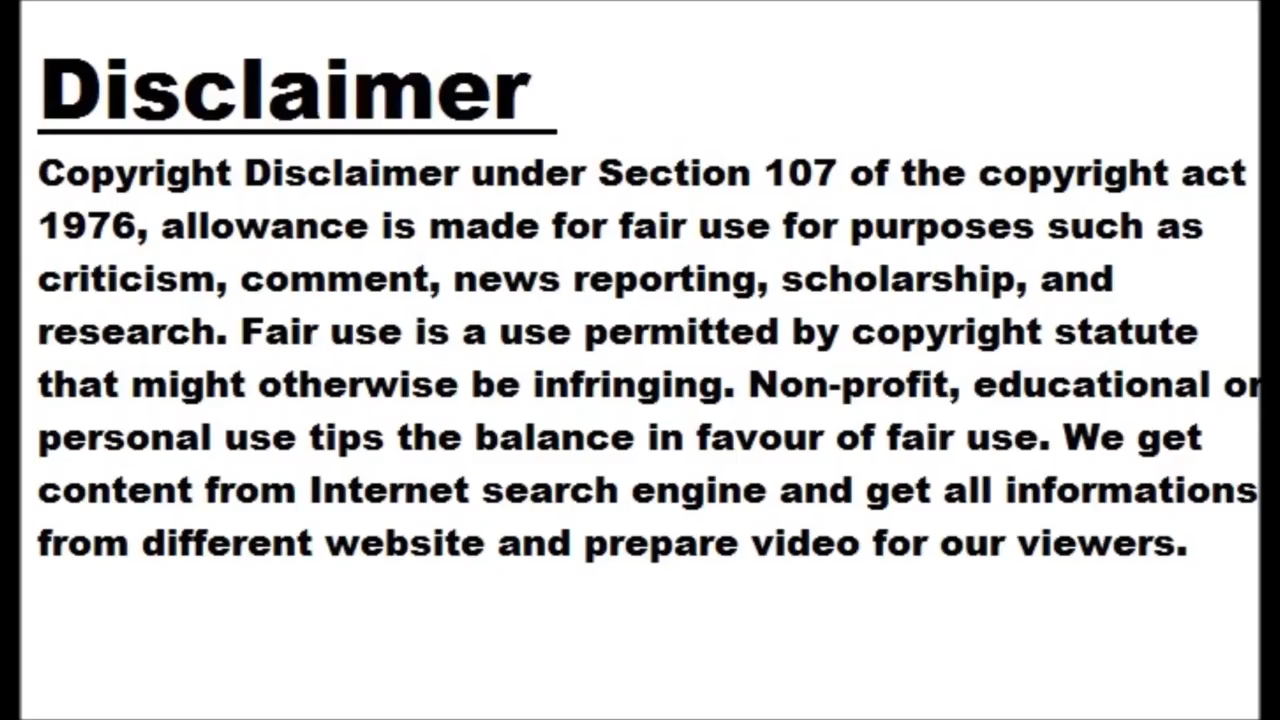 Disclaimer
Copyright Disclaimer under Section 107 of the copyright act
1976, allowance is made for fair use for purposes such as
criticism, comment, news reporting, scholarship, and
research. Fair use is a use permitted by copyright statute
that might otherwise be infringing. Non-profit, educational or
personal use tips the balance in favour of fair use. We get
content from Internet search engine and get all informations
from different website and prepare video for our viewers.